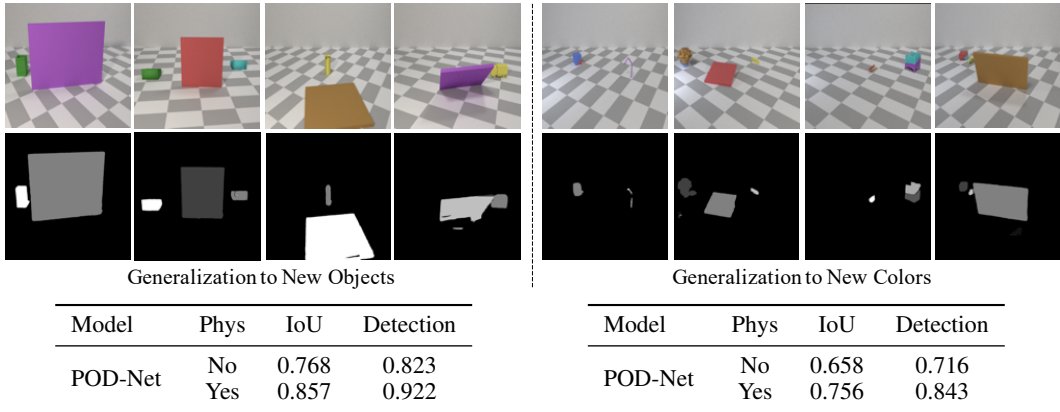 Generalization to New Objects
Model Phys IoU Detection
POD-Net
No 0.768 0.823
Yes 0.857 0.922
Generalization to New Colors
Model Phys IoU Detection
POD-Net
No 0.658 0.716
Yes 0.756 0.843